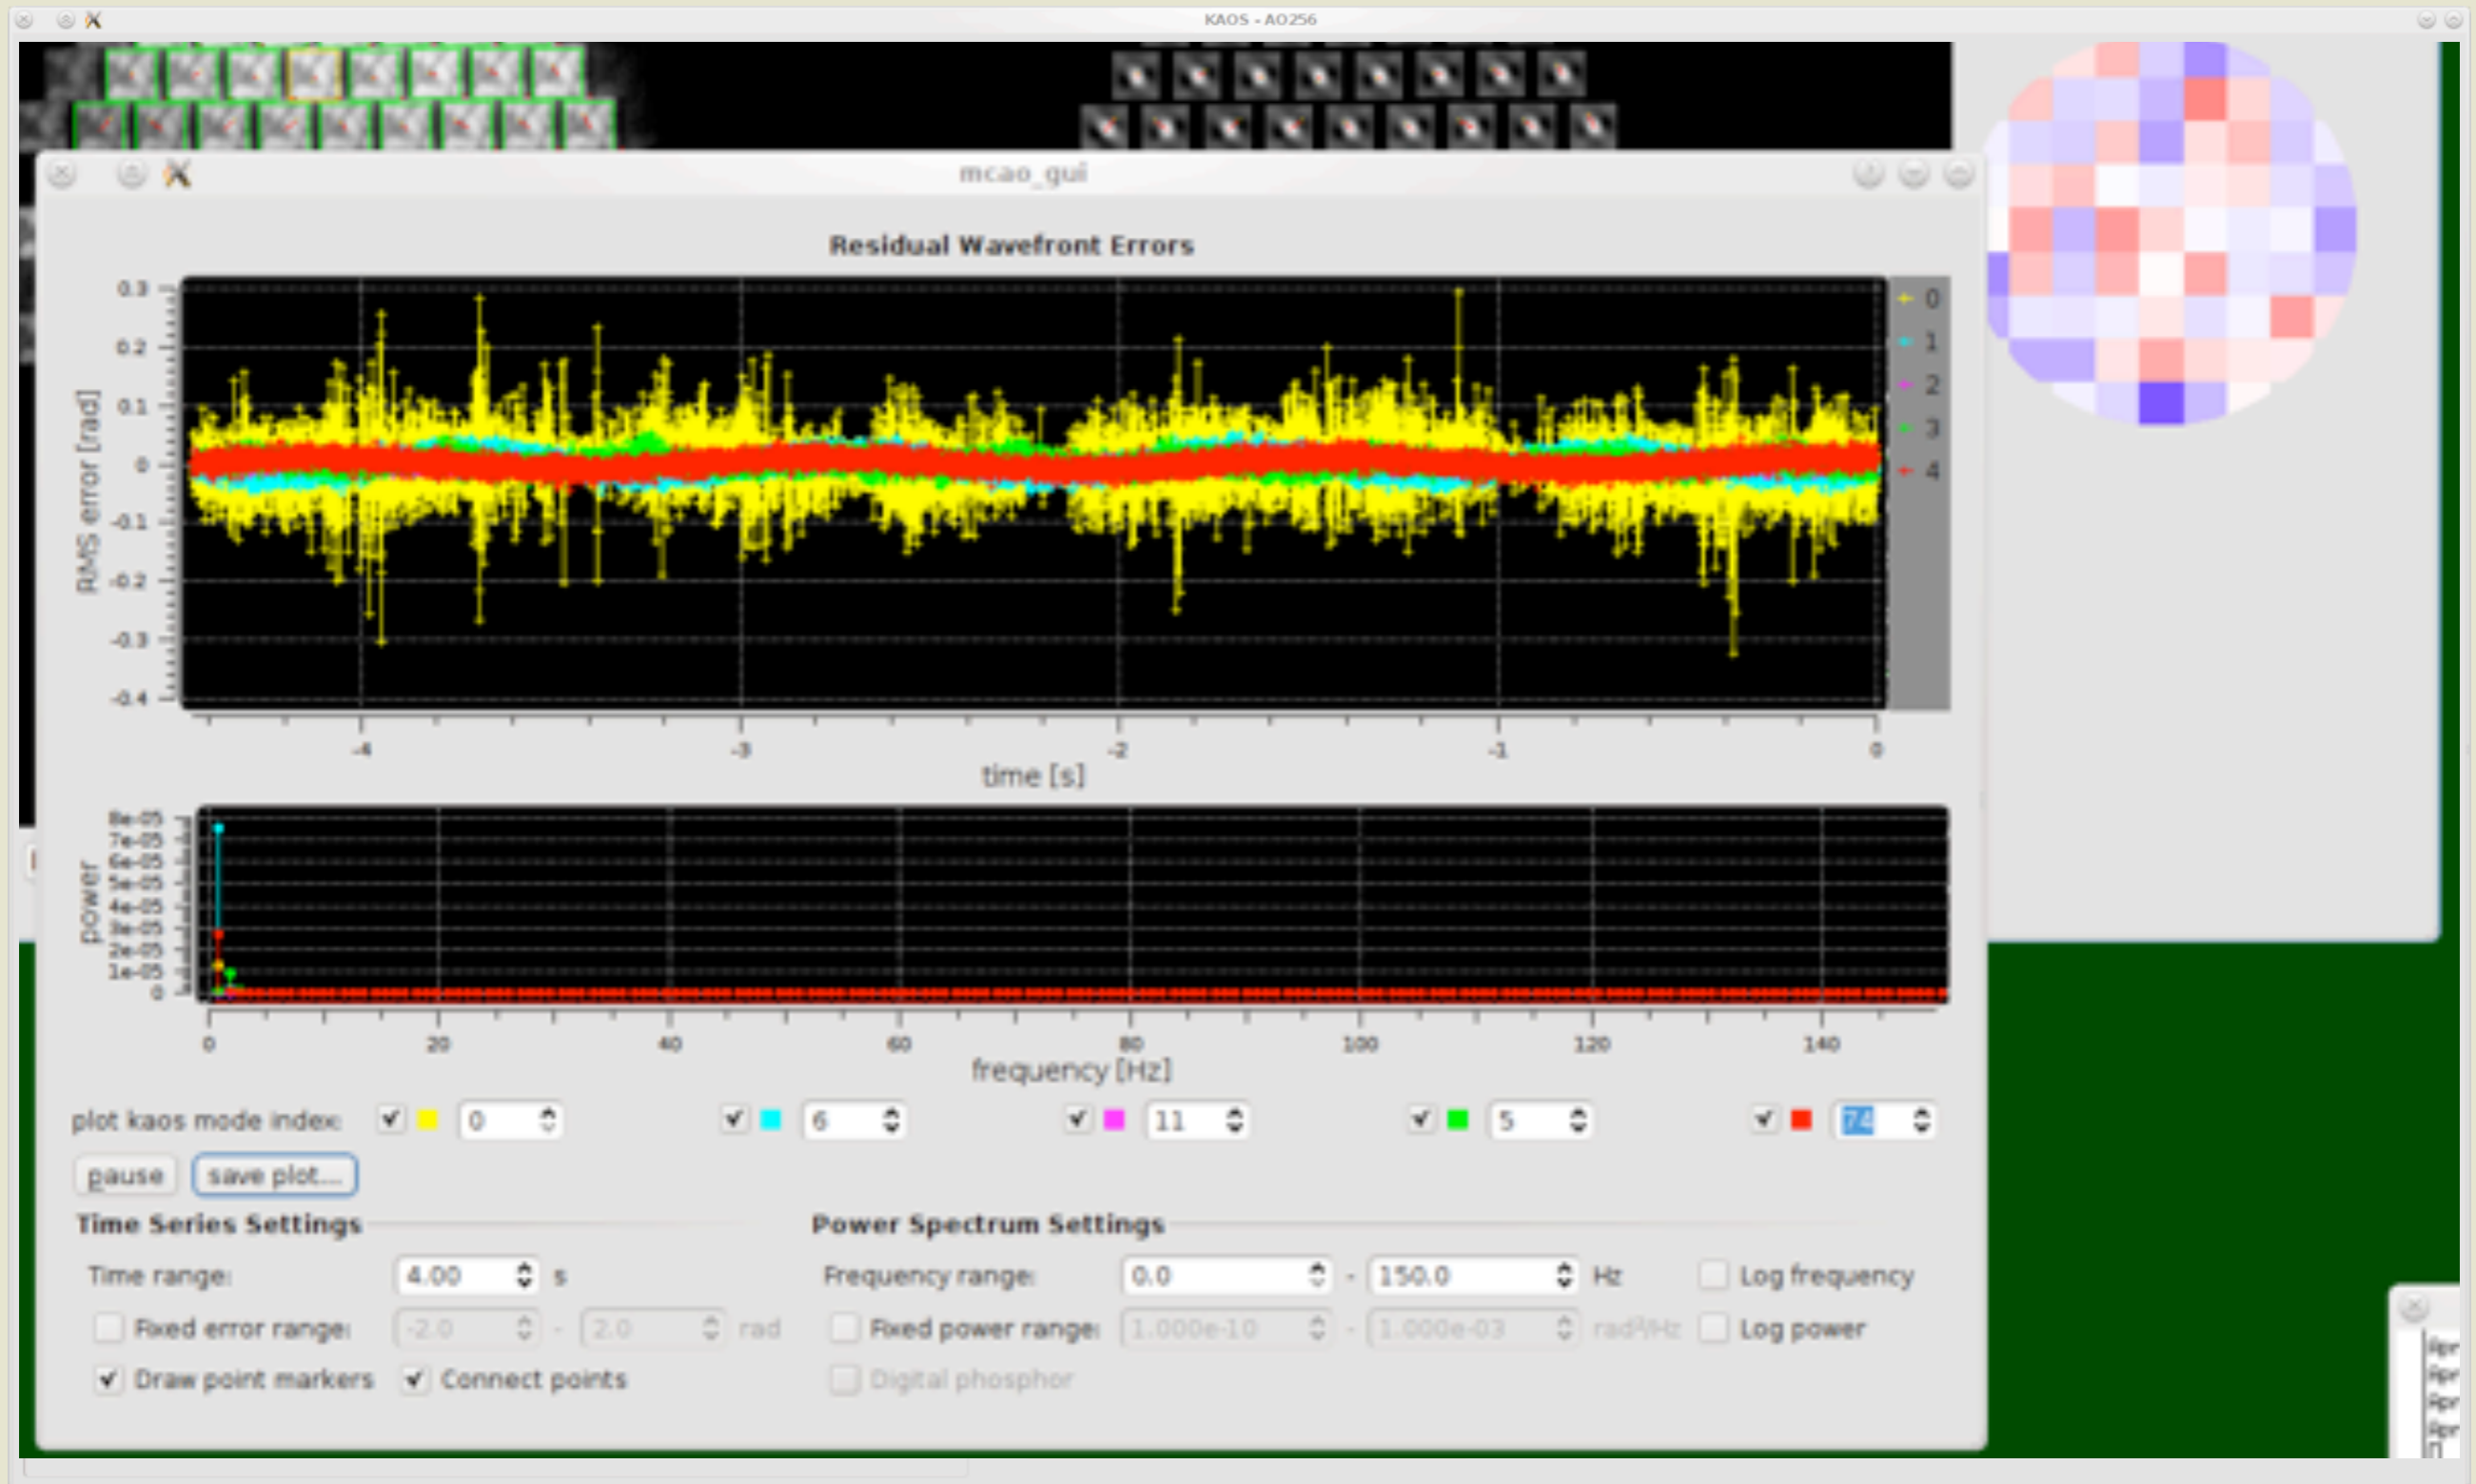 KAOS - AO256
mcao_gui
Residual Wavefront Errors
0.3
0.2
0.1
0
-0.1
-0.2
-0.3
-0.4
RMS error [rad]
0
1
2
3
4
-4 -3 -2 -1 0
time [s]
8e-05
7e-05
6e-05
5e-05
4e-05
3e-05
2e-05
1e-05
0
power
0 20 40 60 80 100 120 140
frequency [Hz]
plot kaos mode index: 0 6 11 5 74
pause save plot...
Time Series Settings Power Spectrum Settings
Time range: 4.00 s Frequency range: 0.0 - 150.0 Hz Log frequency
Fixed error range: -2.0 - 2.0 rad Fixed power range: 1.000e-10 - 1.000e-03 rad²/Hz Log power
Draw point markers Connect points Digital phosphor